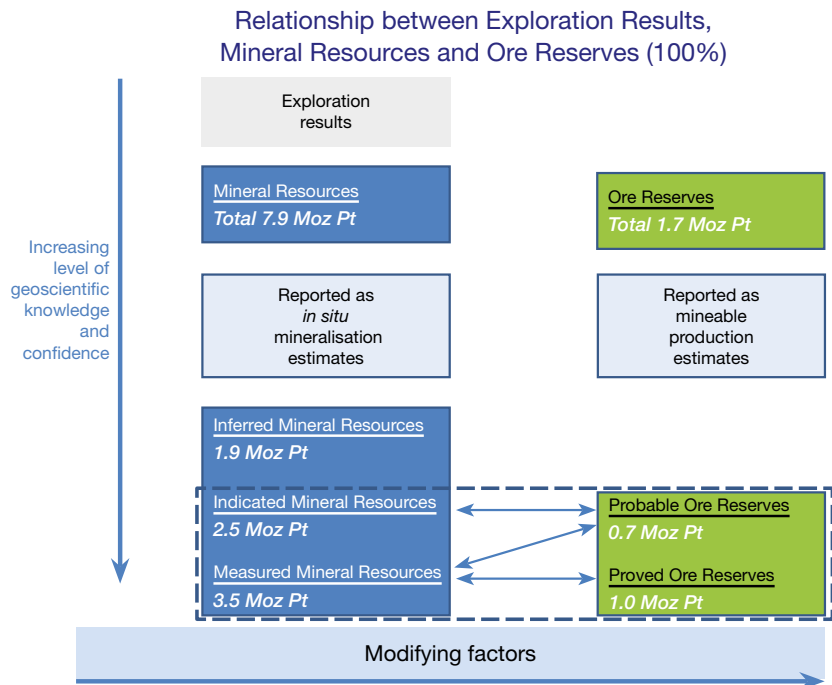 Relationship between Exploration Results,
Mineral Resources and Ore Reserves (100%)
Exploration
results
Mineral Resources
Total 7.9 Moz Pt
Ore Reserves
Total 1.7 Moz Pt
Increasing
level of
geoscientific
knowledge
and
confidence
Reported as
in situ
mineralisation
estimates
Reported as
mineable
production
estimates
Inferred Mineral Resources
1.9 Moz Pt
Indicated Mineral Resources
2.5 Moz Pt
Measured Mineral Resources
3.5 Moz Pt
Probable Ore Reserves
0.7 Moz Pt
Proved Ore Reserves
1.0 Moz Pt
Modifying factors